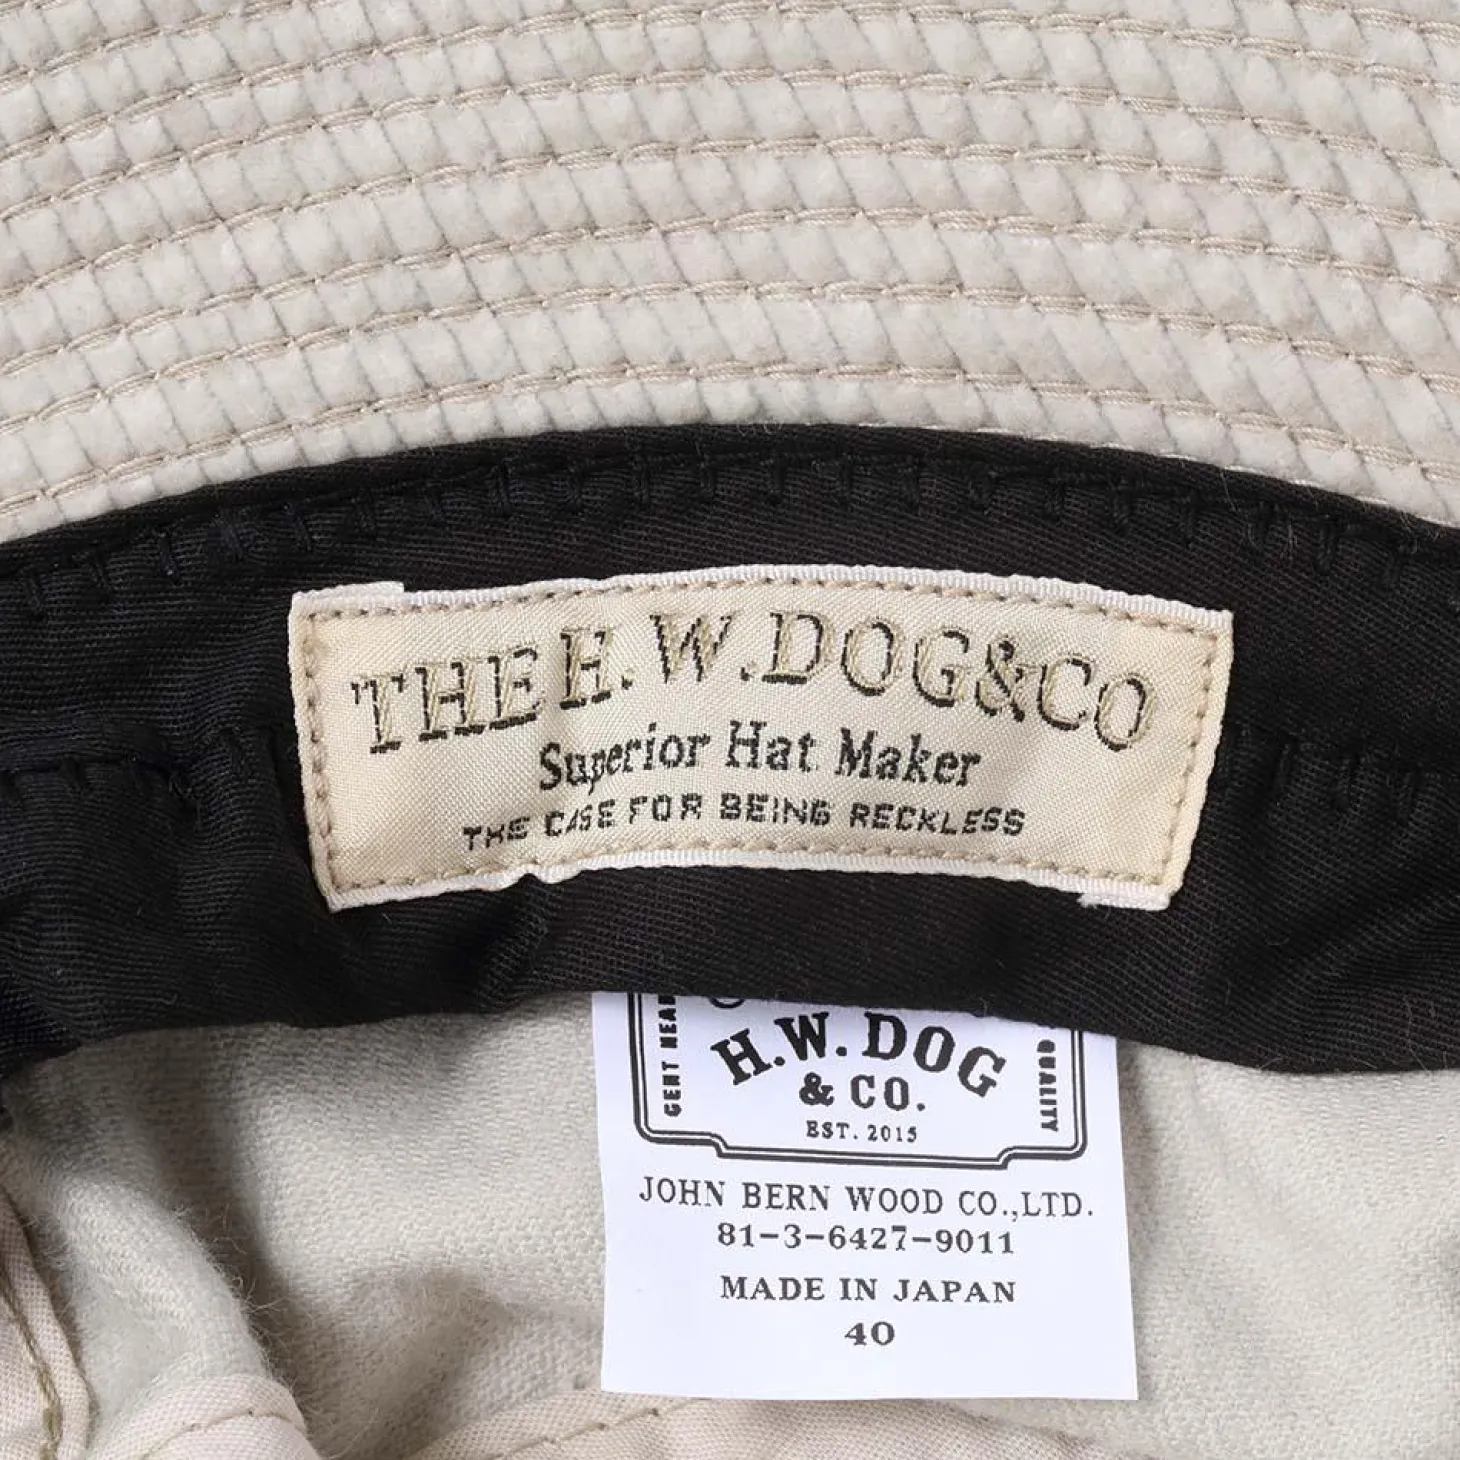 THE H.W.DOG&CO
Superior Hat Maker
THE CASE FOR BEING RECKLESS
H.W.DOG
& CO.
EST. 2015
QUALITY
JOHN BERN WOOD CO.,LTD.
81-3-6427-9011
MADE IN JAPAN
40